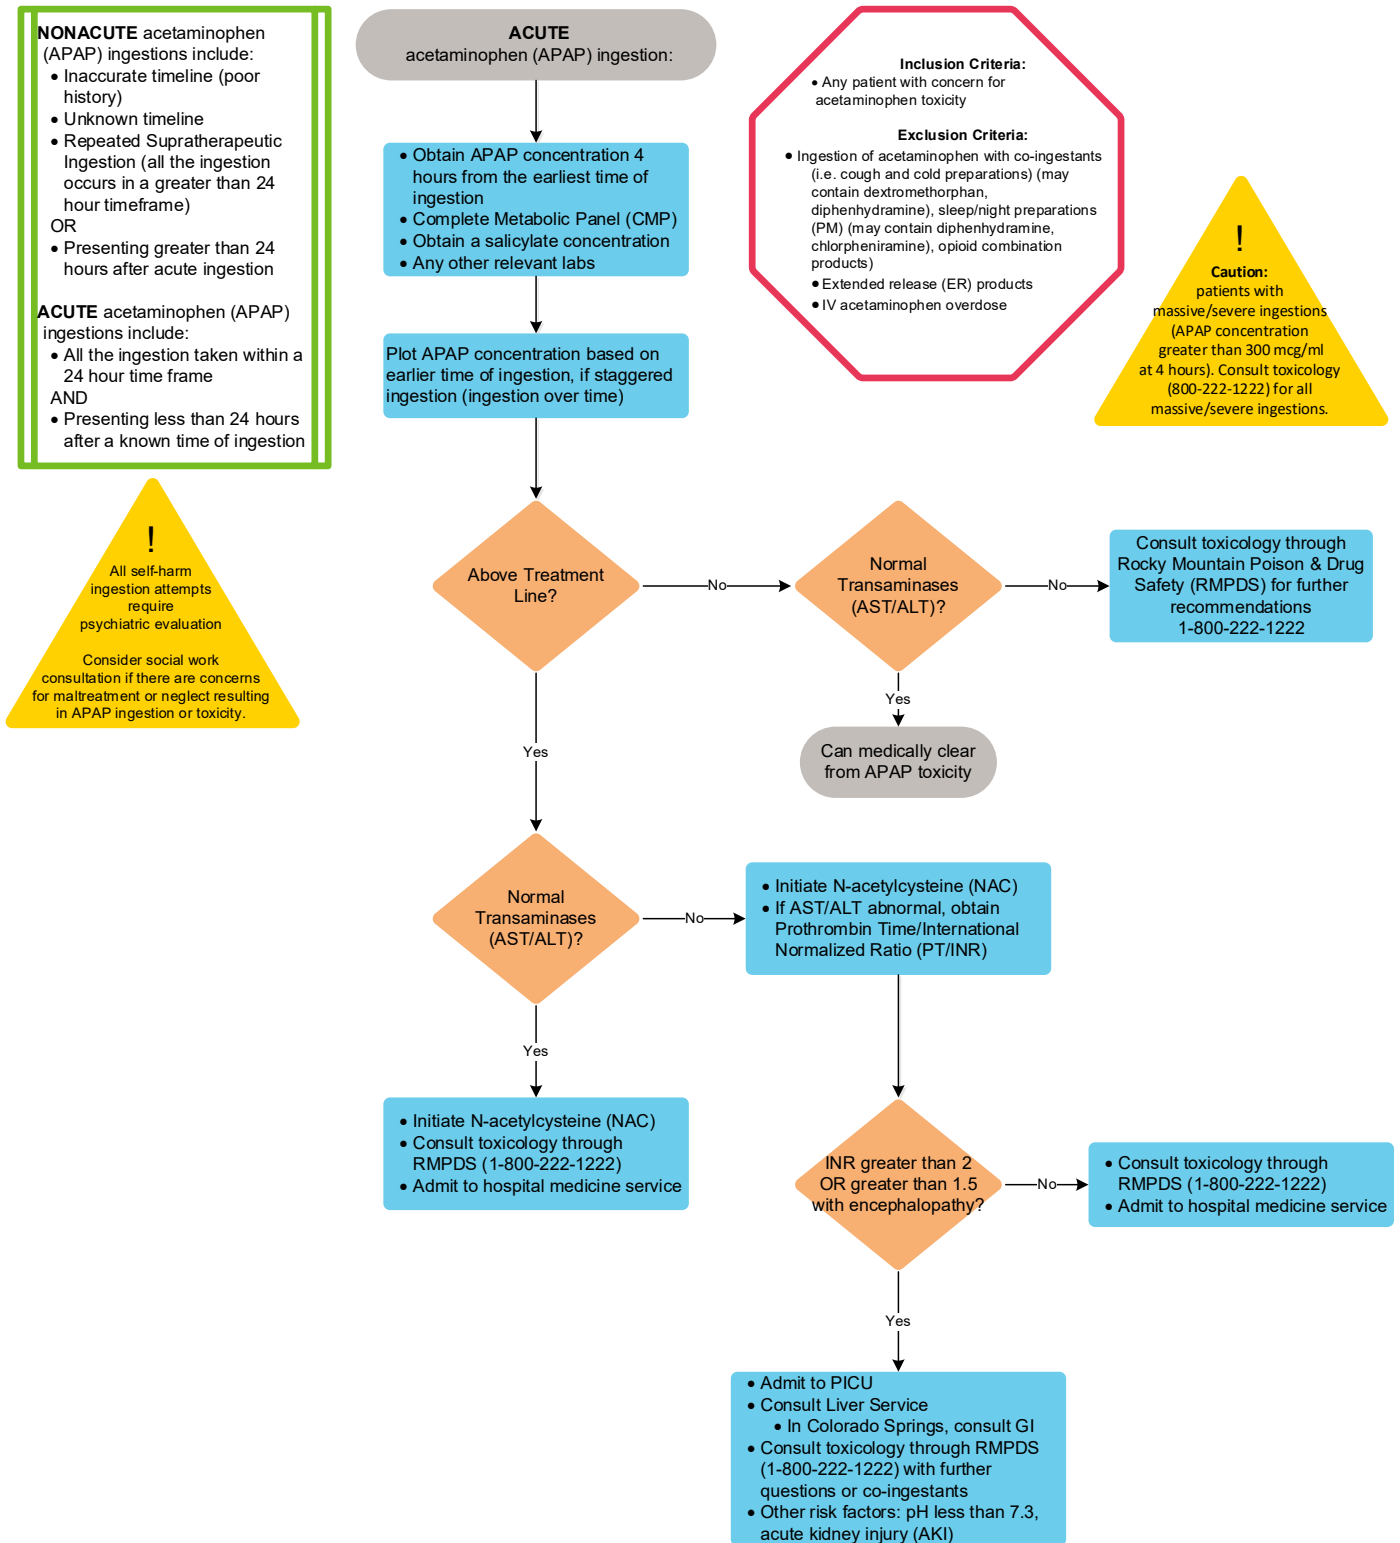 NONACUTE acetaminophen
(APAP) ingestions include:
• Inaccurate timeline (poor
history)
• Unknown timeline
• Repeated Supratherapeutic
Ingestion (all the ingestion
occurs in a greater than 24
hour timeframe)
OR
• Presenting greater than 24
hours after acute ingestion
ACUTE acetaminophen (APAP)
ingestions include:
• All the ingestion taken within a
24 hour time frame
AND
• Presenting less than 24 hours
after a known time of ingestion
!
All self-harm
ingestion attempts
require
psychiatric evaluation
Consider social work
consultation if there are concerns
for maltreatment or neglect resulting
in APAP ingestion or toxicity.
ACUTE
acetaminophen (APAP) ingestion:
• Obtain APAP concentration 4
hours from the earliest time of
ingestion
• Complete Metabolic Panel (CMP)
• Obtain a salicylate concentration
• Any other relevant labs
Plot APAP concentration based on
earlier time of ingestion, if staggered
ingestion (ingestion over time)
Inclusion Criteria:
• Any patient with concern for
acetaminophen toxicity
Exclusion Criteria:
• Ingestion of acetaminophen with co-ingestants
(i.e. cough and cold preparations) (may
contain dextromethorphan,
diphenhydramine), sleep/night preparations
(PM) (may contain diphenhydramine,
chlorpheniramine), opioid combination
products)
• Extended release (ER) products
• IV acetaminophen overdose
!
Caution:
patients with
massive/severe ingestions
(APAP concentration
greater than 300 mcg/ml
at 4 hours). Consult toxicology
(800-222-1222) for all
massive/severe ingestions.
Above Treatment
Line?
No
Normal
Transaminases
(AST/ALT)?
No
Consult toxicology through
Rocky Mountain Poison & Drug
Safety (RMPDS) for further
recommendations
1-800-222-1222
Yes
Can medically clear
from APAP toxicity
Yes
Normal
Transaminases
(AST/ALT)?
No
• Initiate N-acetylcysteine (NAC)
• If AST/ALT abnormal, obtain
Prothrombin Time/International
Normalized Ratio (PT/INR)
Yes
• Initiate N-acetylcysteine (NAC)
• Consult toxicology through
RMPDS (1-800-222-1222)
• Admit to hospital medicine service
INR greater than 2
OR greater than 1.5
with encephalopathy?
No
• Consult toxicology through
RMPDS (1-800-222-1222)
• Admit to hospital medicine service
Yes
• Admit to PICU
• Consult Liver Service
• In Colorado Springs, consult GI
• Consult toxicology through RMPDS
(1-800-222-1222) with further
questions or co-ingestants
• Other risk factors: pH less than 7.3,
acute kidney injury (AKI)